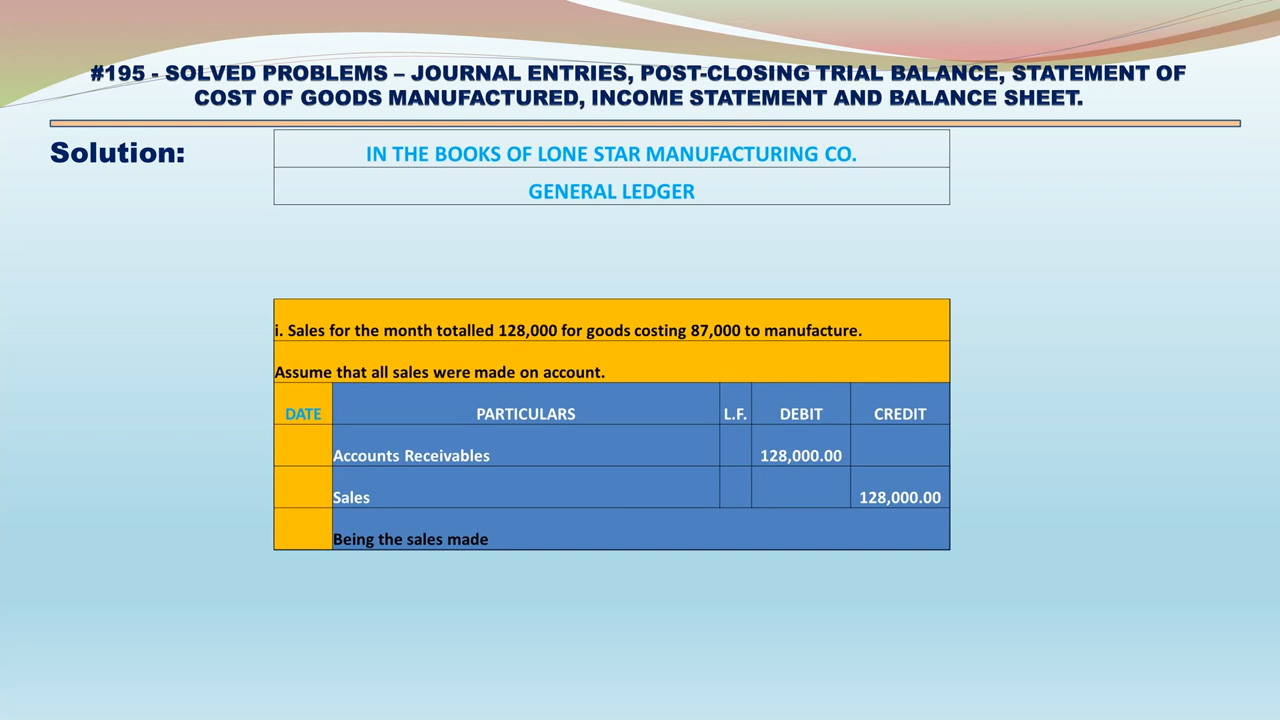 #195 - SOLVED PROBLEMS – JOURNAL ENTRIES, POST-CLOSING TRIAL BALANCE, STATEMENT OF
COST OF GOODS MANUFACTURED, INCOME STATEMENT AND BALANCE SHEET.
Solution:
IN THE BOOKS OF LONE STAR MANUFACTURING CO.
GENERAL LEDGER
i. Sales for the month totalled 128,000 for goods costing 87,000 to manufacture.
Assume that all sales were made on account.
DATE PARTICULARS L.F. DEBIT CREDIT
Accounts Receivables 128,000.00
Sales 128,000.00
Being the sales made